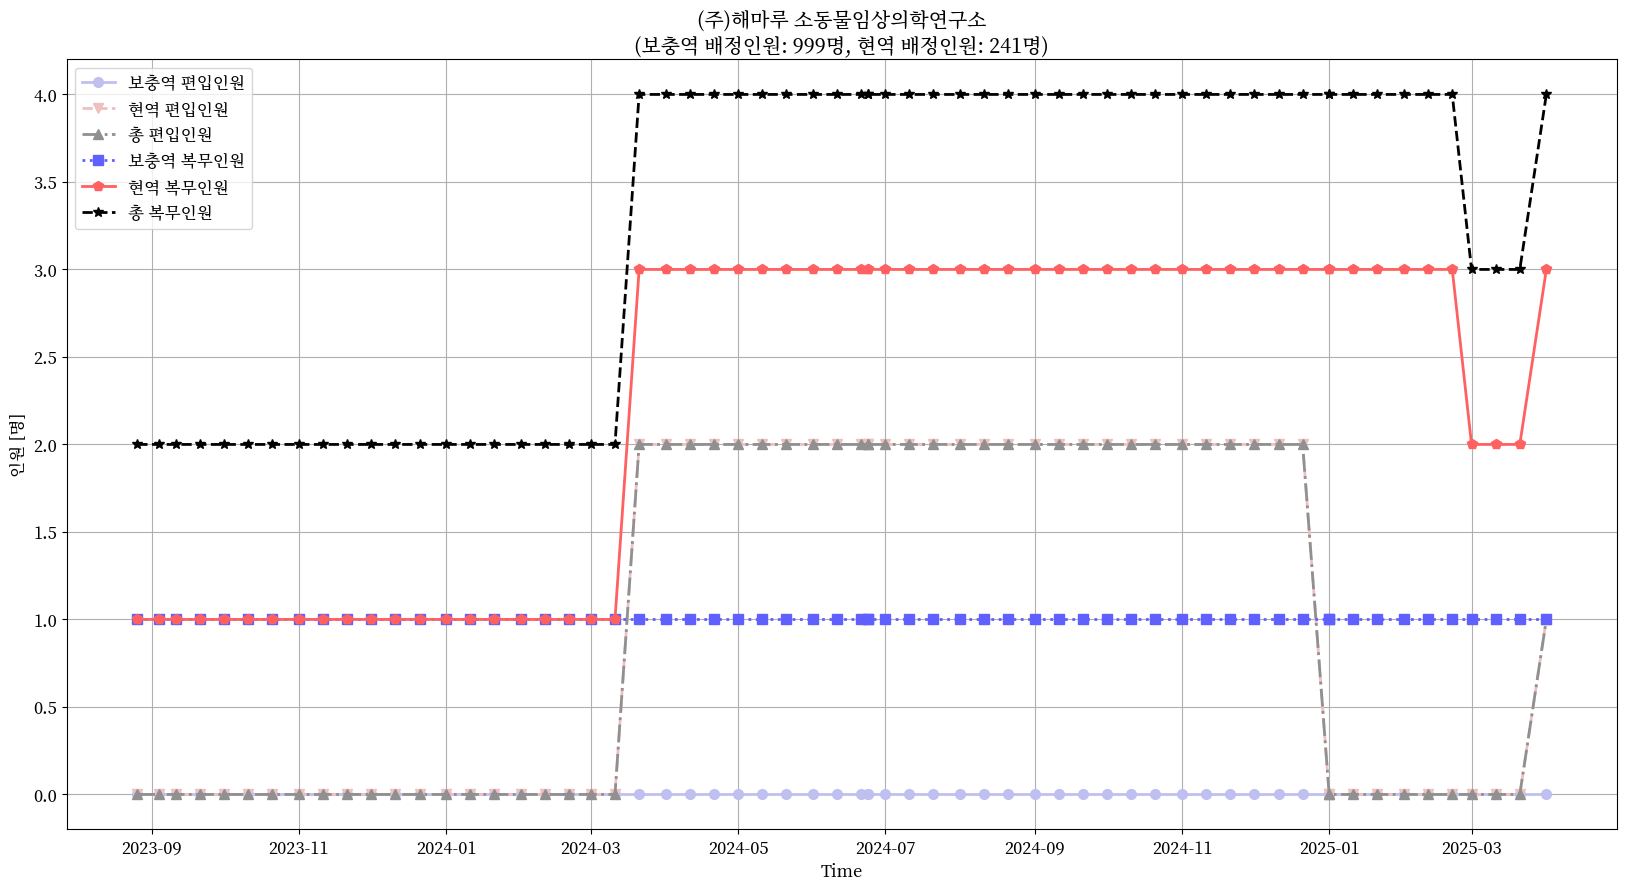 (주)해마루 소동물임상의학연구소
(보충역 배정인원: 999명, 현역 배정인원: 241명)
보충역 편입인원
현역 편입인원
총 편입인원
보충역 복무인원
현역 복무인원
총 복무인원
인원 [명]
4.0
3.5
3.0
2.5
2.0
1.5
1.0
0.5
0.0
2023-09
2023-11
2024-01
2024-03
2024-05
2024-07
2024-09
2024-11
2025-01
2025-03
Time